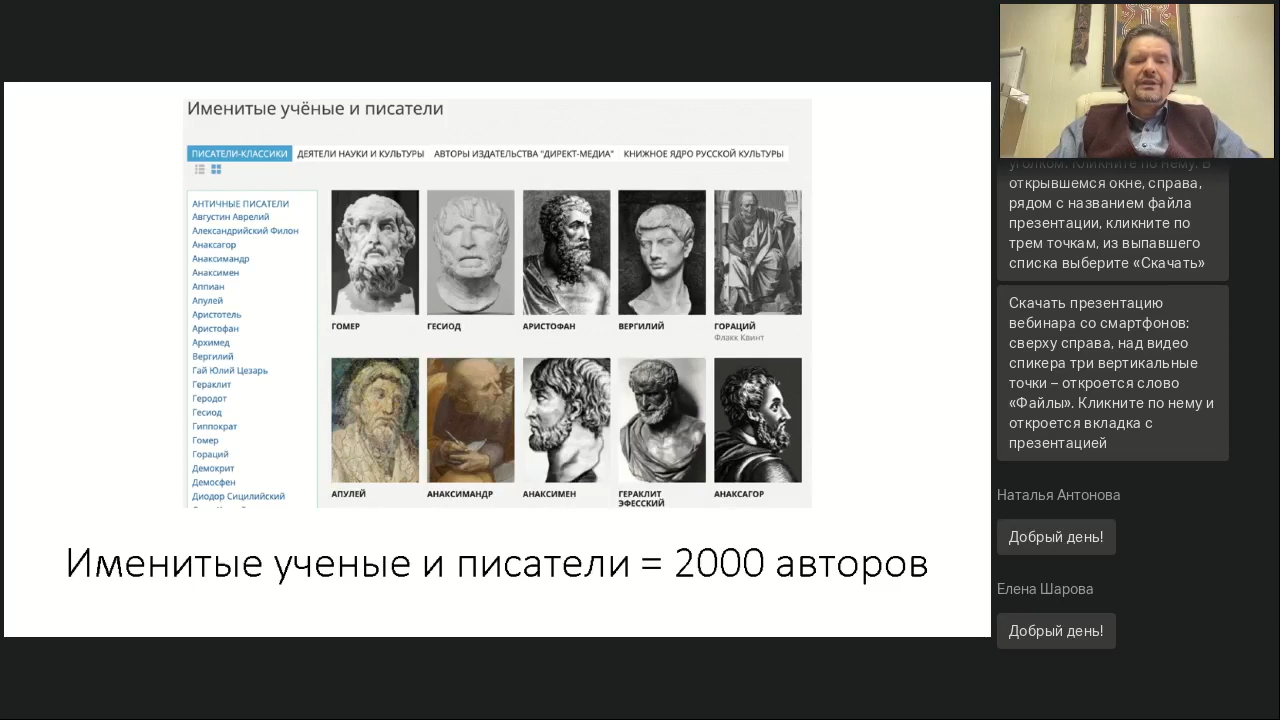 Именитые учёные и писатели
ПИСАТЕЛИ-КЛАССИКИ ДЕЯТЕЛИ НАУКИ И КУЛЬТУРЫ АВТОРЫ ИЗДАТЕЛЬСТВА "ДИРЕКТ-МЕДИА" КНИЖНОЕ ЯДРО РУССКОЙ КУЛЬТУРЫ
АНТИЧНЫЕ ПИСАТЕЛИ
Августин Аврелий
Александрийский Филон
Анаксагор
Анаксимандр
Анаксимен
Аппиан
Апулей
Аристотель
Аристофан
Архимед
Вергилий
Гай Юлий Цезарь
Гераклит
Геродот
Гесиод
Гиппократ
Гомер
Гораций
Демокрит
Демосфен
Диодор Сицилийский
ГОМЕР
ГЕСИОД
АРИСТОФАН
ВЕРГИЛИЙ
ГОРАЦИЙ
Флакк Квинт
АПУЛЕЙ
АНАКСИМАНДР
АНАКСИМЕН
ГЕРАКЛИТ
ЭФЕССКИЙ
АНАКСАГОР
Именитые ученые и писатели = 2000 авторов
уголком. Кликните по нему. В
открывшемся окне, справа,
рядом с названием файла
презентации, кликните по
трем точкам, из выпавшего
списка выберите «Скачать»
Скачать презентацию
вебинара со смартфонов:
сверху справа, над видео
спикера три вертикальные
точки – откроется слово
«Файлы». Кликните по нему и
откроется вкладка с
презентацией
Наталья Антонова
Добрый день!
Елена Шарова
Добрый день!